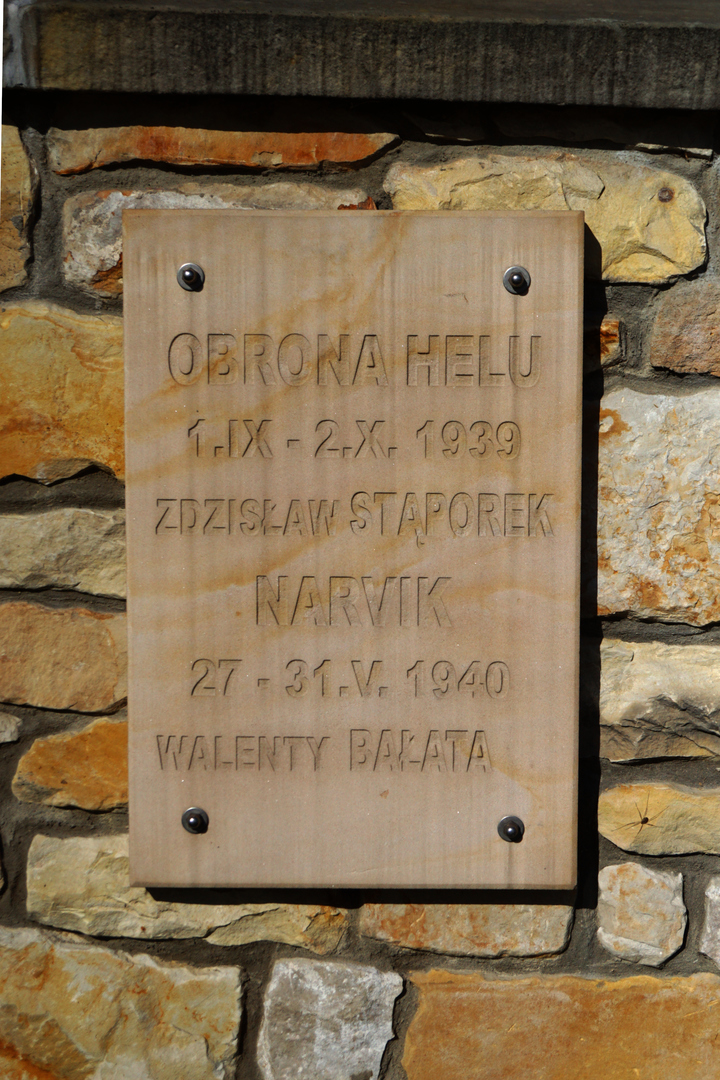 OBRONA HELU
1.IX - 2.X. 1939
ZDZISŁAW STĄPOREK
NARVIK
27 - 31.V. 1940
WALENTY BAŁATA